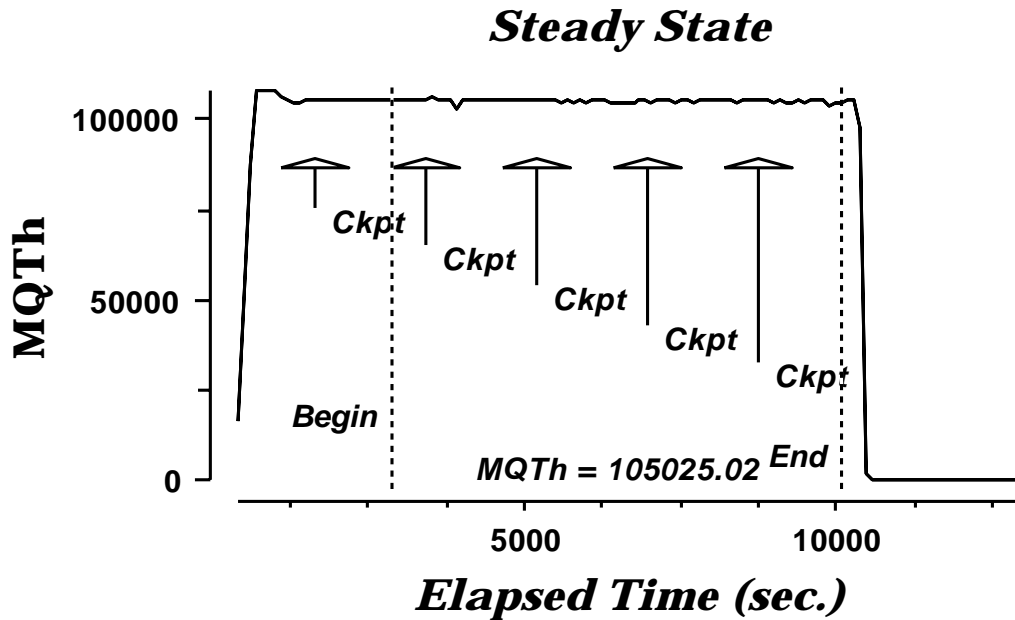 Steady State
MQTh
100000
50000
0
Ckpt
Ckpt
Ckpt
Ckpt
Ckpt
Begin
MQTh = 105025.02
End
5000
10000
Elapsed Time (sec.)